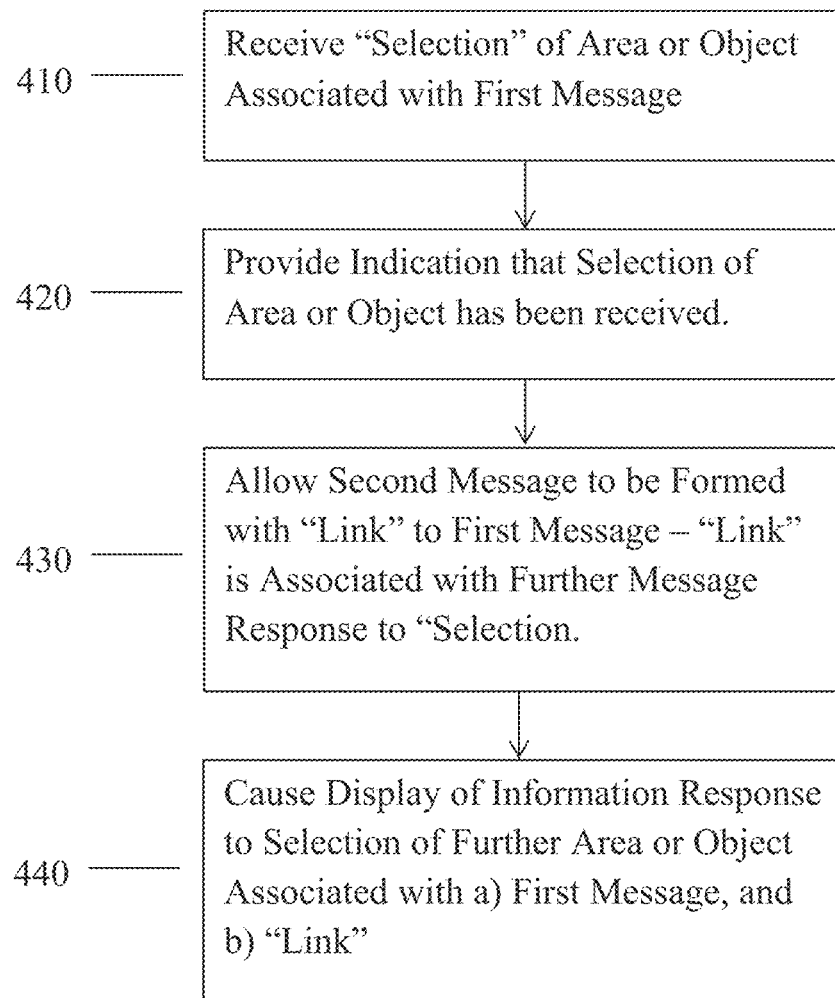 Receive “Selection” of Area or Object
Associated with First Message
410
Provide Indication that Selection of
Area or Object has been received.
420
Allow Second Message to be Formed
with “Link” to First Message – “Link”
is Associated with Further Message
Response to “Selection.
430
Cause Display of Information Response
to Selection of Further Area or Object
Associated with a) First Message, and
b) “Link”
440